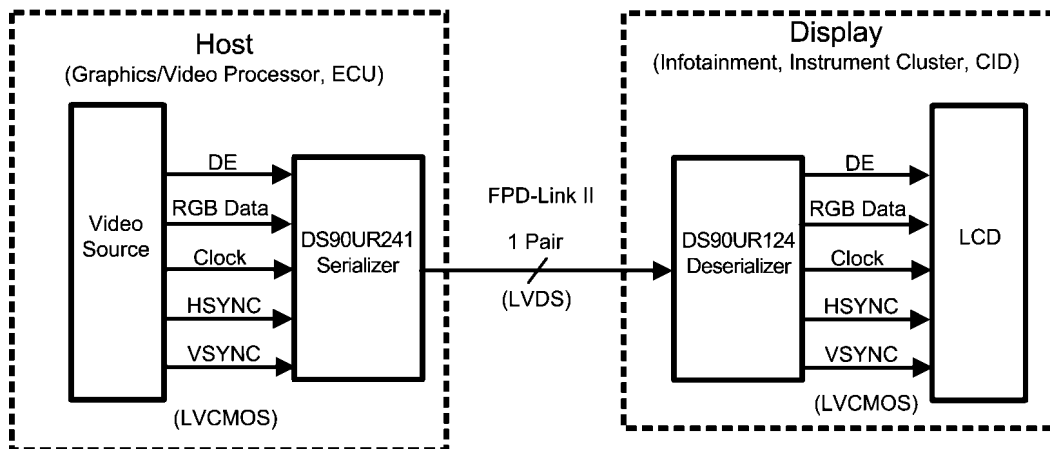 Host
(Graphics/Video Processor, ECU)
Video
Source
DE
RGB Data
Clock
HSYNC
VSYNC
(LVCMOS)
DS90UR241
Serializer
FPD-Link II
1 Pair
(LVDS)
Display
(Infotainment, Instrument Cluster, CID)
DS90UR124
Deserializer
DE
RGB Data
Clock
HSYNC
VSYNC
(LVCMOS)
LCD